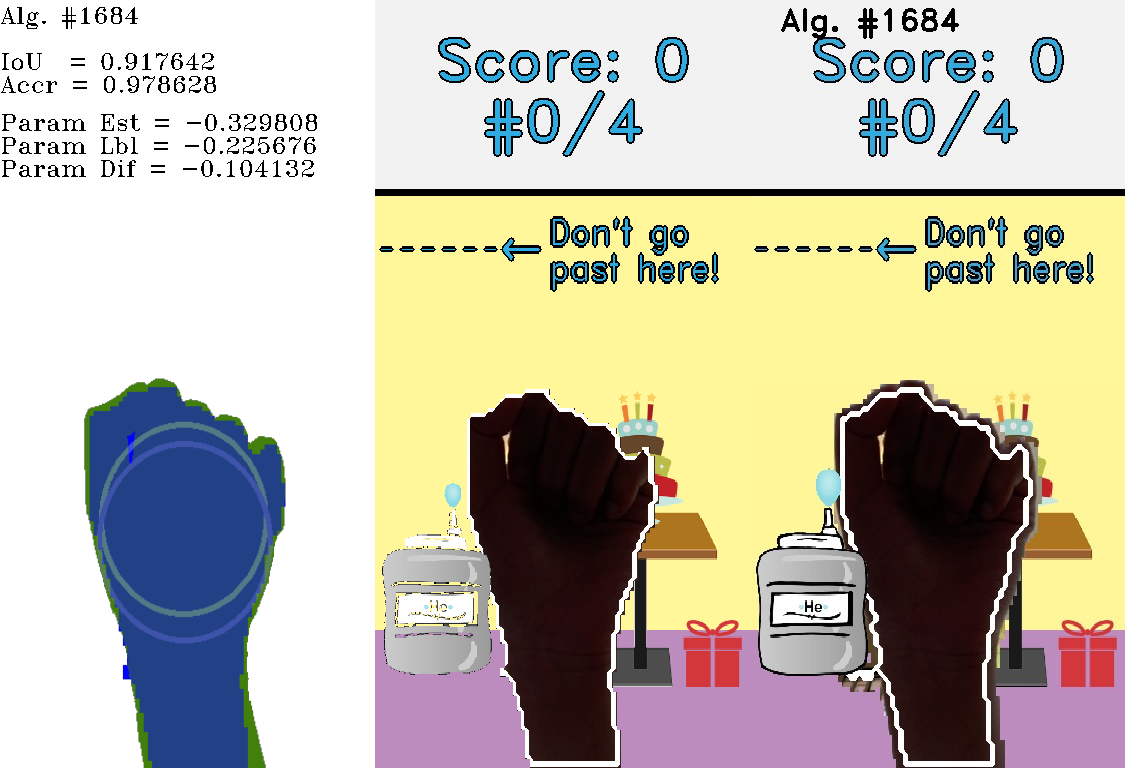 Alg. #1684
IoU = 0.917642
Accr = 0.978628
Param Est = −0.329808
Param Lbl = −0.225676
Param Dif = −0.104132
Score: 0
#0/4
Don't go
past here!
He
Alg. #1684
Score: 0
#0/4
Don't go
past here!
He